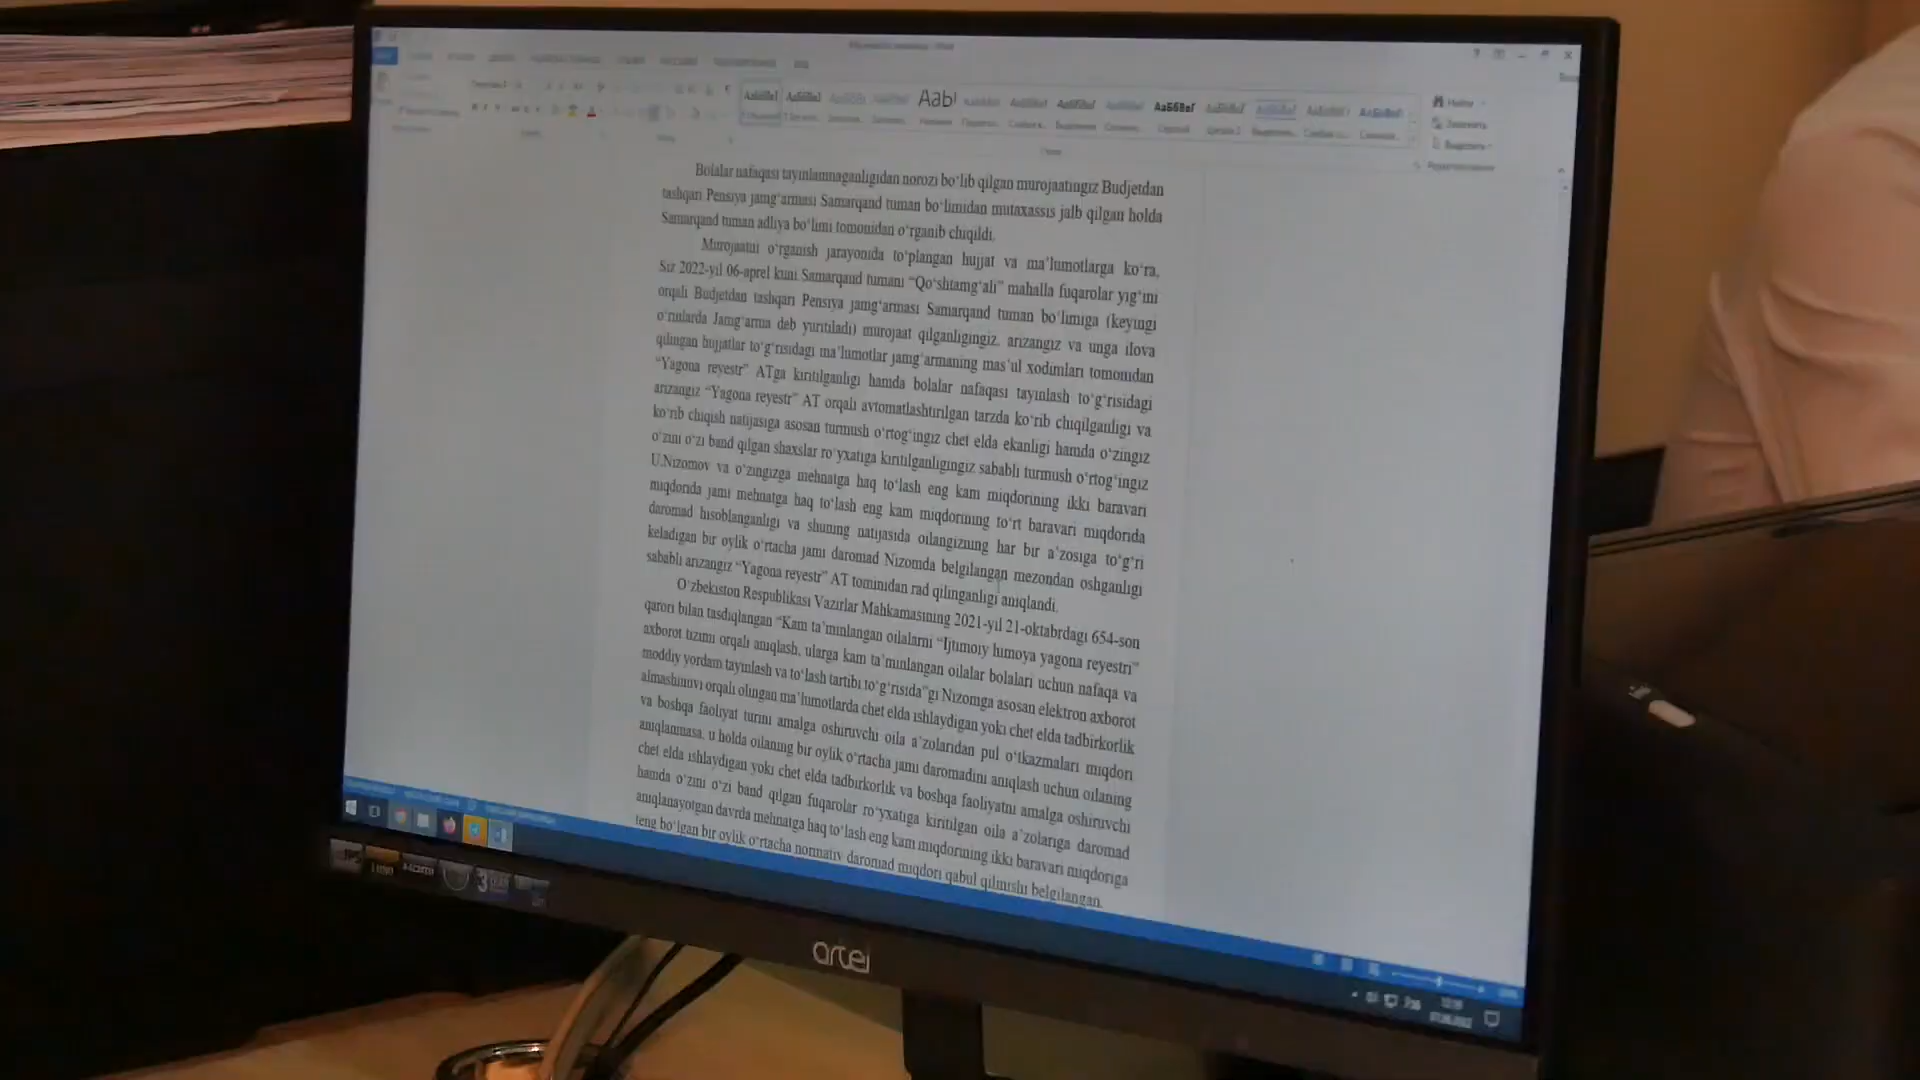 Bolalar nafaqasi tayinlanmaganligidan norozi bo‘lib qilgan murojaatingiz Budjetdan
tashqari Pensiya jamg‘armasi Samarqand tuman bo‘limidan mutaxassis jalb qilgan holda
Samarqand tuman adliya bo‘limi tomonidan o‘rganib chiqildi.
Murojaatni o‘rganish jarayonida to‘plangan hujjat va ma’lumotlarga ko‘ra,
Siz 2022-yil 06-aprel kuni Samarqand tumani “Qo‘shtamg‘ali” mahalla fuqarolar yig‘ini
orqali Budjetdan tashqari Pensiya jamg‘armasi Samarqand tuman bo‘limiga (keyingi
o‘rinlarda Jamg‘arma deb yuritiladi) murojaat qilganligingiz, arizangiz va unga ilova
qilingan hujjatlar to‘g‘risidagi ma’lumotlar jamg‘armaning mas’ul xodimlari tomonidan
“Yagona reyestr” ATga kiritilganligi hamda bolalar nafaqasi tayinlash to‘g‘risidagi
arizangiz “Yagona reyestr” AT orqali avtomatlashtirilgan tarzda ko‘rib chiqilganligi va
ko‘rib chiqish natijasiga asosan turmush o‘rtog‘ingiz chet elda ekanligi hamda o‘zingiz
o‘zini o‘zi band qilgan shaxslar ro‘yxatiga kiritilganligingiz sababli turmush o‘rtog‘ingiz
U.Nizomov va o‘zingizga mehnatga haq to‘lash eng kam miqdorining ikki baravari
miqdorida jami mehnatga haq to‘lash eng kam miqdorining to‘rt baravari miqdorida
daromad hisoblanganligi va shuning natijasida oilangizning har bir a’zosiga to‘g‘ri
keladigan bir oylik o‘rtacha jami daromad Nizomda belgilangan mezondan oshganligi
sababli arizangiz “Yagona reyestr” AT tominidan rad qilinganligi aniqlandi.
O‘zbekiston Respublikasi Vazirlar Mahkamasining 2021-yil 21-oktabrdagi 654-son
qarori bilan tasdiqlangan “Kam ta’minlangan oilalarni “Ijtimoiy himoya yagona reyestri”
axborot tizimi orqali aniqlash, ularga kam ta’minlangan oilalar bolalari uchun nafaqa va
moddiy yordam tayinlash va to‘lash tartibi to‘g‘risida”gi Nizomga asosan elektron axborot
almashinuvi orqali olingan ma’lumotlarda chet elda ishlaydigan yoki chet elda tadbirkorlik
va boshqa faoliyat turini amalga oshiruvchi oila a’zolaridan pul o‘tkazmalari miqdori
aniqlanmasa, u holda oilaning bir oylik o‘rtacha jami daromadini aniqlash uchun oilaning
chet elda ishlaydigan yoki chet elda tadbirkorlik va boshqa faoliyatni amalga oshiruvchi
hamda o‘zini o‘zi band qilgan fuqarolar ro‘yxatiga kiritilgan oila a’zolariga daromad
aniqlanayotgan davrda mehnatga haq to‘lash eng kam miqdorining ikki baravari miqdoriga
teng bo‘lgan bir oylik o‘rtacha normativ daromad miqdori qabul qilinishi belgilangan.
artel